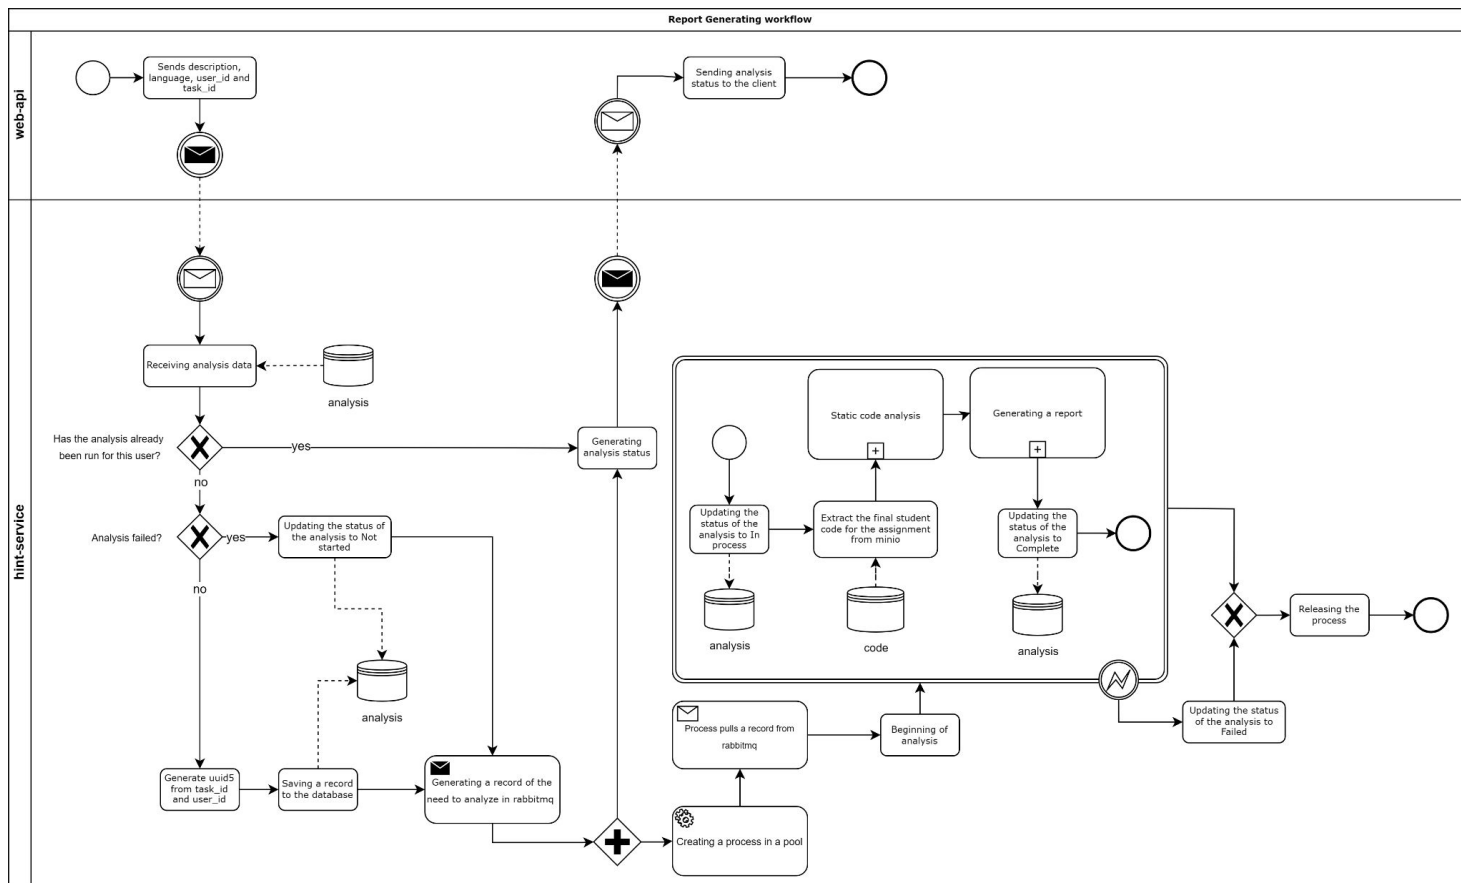 Report Generating workflow
web-api
Sends description,
language, user_id and
task_id
Sending analysis
status to the client
hint-service
Receiving analysis data
analysis
Has the analysis already
been run for this user?
yes
no
Generating
analysis status
Analysis failed?
yes
no
Updating the status of
the analysis to Not
started
analysis
Generate uuid5
from task_id
and user_id
Saving a record
to the database
Generating a record of the
need to analyze in rabbitmq
Creating a process in a pool
Process pulls a record from
rabbitmq
Beginning of
analysis
Updating the
status of the
analysis to In
process
analysis
Extract the final student
code for the assignment
from minio
code
Static code analysis
+
Generating a report
+
Updating the
status of the
analysis to
Complete
analysis
Updating the status
of the analysis to
Failed
Releasing the
process